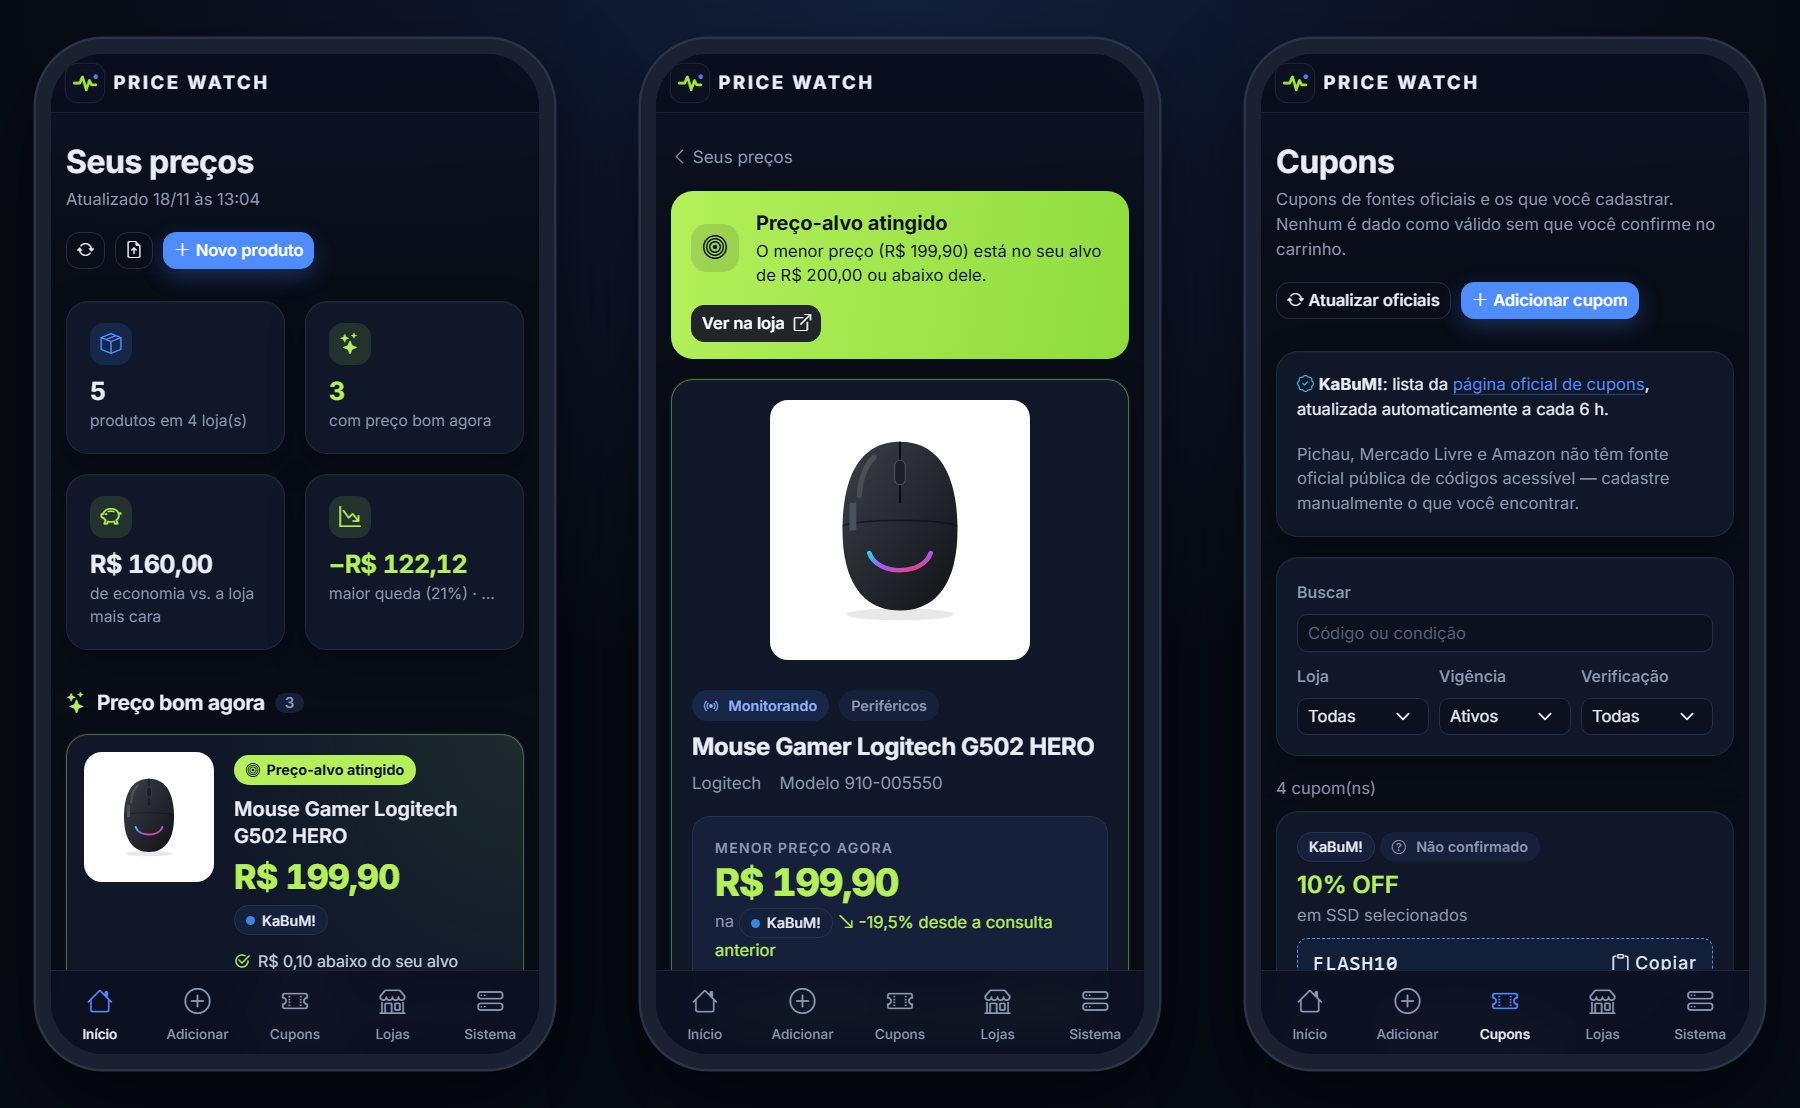 PRICE WATCH
Seus preços
Atualizado 18/11 às 13:04
Novo produto
5
produtos em 4 loja(s)
3
com preço bom agora
R$ 160,00
de economia vs. a loja
mais cara
−R$ 122,12
maior queda (21%) · ...
Preço bom agora 3
Preço-alvo atingido
Mouse Gamer Logitech
G502 HERO
R$ 199,90
KaBuM!
R$ 0,10 abaixo do seu alvo
Início Adicionar Cupons Lojas Sistema
PRICE WATCH
Seus preços
Preço-alvo atingido
O menor preço (R$ 199,90) está no seu alvo
de R$ 200,00 ou abaixo dele.
Ver na loja
Monitorando Periféricos
Mouse Gamer Logitech G502 HERO
Logitech Modelo 910-005550
MENOR PREÇO AGORA
R$ 199,90
na KaBuM! -19,5% desde a consulta
anterior
Início Adicionar Cupons Lojas Sistema
PRICE WATCH
Cupons
Cupons de fontes oficiais e os que você cadastrar.
Nenhum é dado como válido sem que você confirme no
carrinho.
Atualizar oficiais Adicionar cupom
KaBuM!: lista da página oficial de cupons,
atualizada automaticamente a cada 6 h.
Pichau, Mercado Livre e Amazon não têm fonte
oficial pública de códigos acessível — cadastre
manualmente o que você encontrar.
Buscar
Código ou condição
Loja Vigência Verificação
Todas Ativos Todas
4 cupom(ns)
KaBuM! Não confirmado
10% OFF
em SSD selecionados
FLASH10 Copiar
Início Adicionar Cupons Lojas Sistema